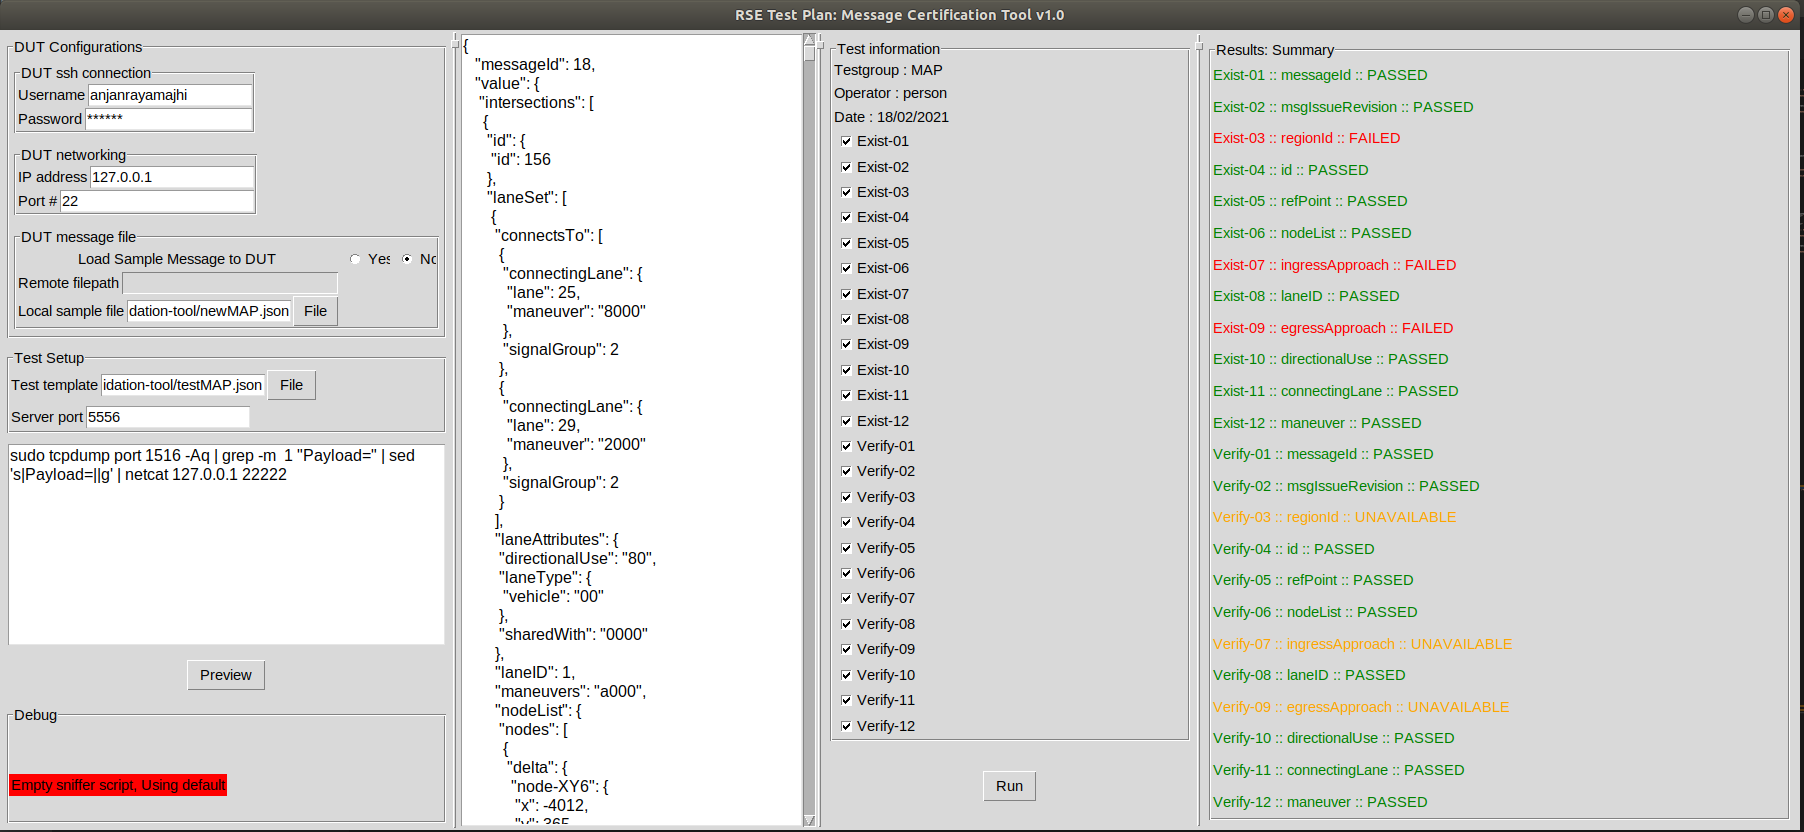 RSE Test Plan: Message Certification Tool v1.0
DUT Configurations
DUT ssh connection
Username anjanrayamajhi
Password ******
DUT networking
IP address 127.0.0.1
Port # 22
DUT message file
Load Sample Message to DUT Yes No
Remote filepath
Local sample file dation-tool/newMAP.json File
Test Setup
Test template idation-tool/testMAP.json File
Server port 5556
sudo tcpdump port 1516 -Aq | grep -m  1 "Payload=" | sed
's|Payload=||g' | netcat 127.0.0.1 22222
Preview
Debug
Empty sniffer script, Using default
{
"messageId": 18,
"value": {
"intersections": [
{
"id": {
"id": 156
},
"laneSet": [
{
"connectsTo": [
{
"connectingLane": {
"lane": 25,
"maneuver": "8000"
},
"signalGroup": 2
},
{
"connectingLane": {
"lane": 29,
"maneuver": "2000"
},
"signalGroup": 2
}
],
"laneAttributes": {
"directionalUse": "80",
"laneType": {
"vehicle": "00"
},
"sharedWith": "0000"
},
"laneID": 1,
"maneuvers": "a000",
"nodeList": {
"nodes": [
{
"delta": {
"node-XY6": {
"x": -4012,
"y": 365
Test information
Testgroup : MAP
Operator : person
Date : 18/02/2021
Exist-01
Exist-02
Exist-03
Exist-04
Exist-05
Exist-06
Exist-07
Exist-08
Exist-09
Exist-10
Exist-11
Exist-12
Verify-01
Verify-02
Verify-03
Verify-04
Verify-05
Verify-06
Verify-07
Verify-08
Verify-09
Verify-10
Verify-11
Verify-12
Run
Results: Summary
Exist-01 :: messageId :: PASSED
Exist-02 :: msgIssueRevision :: PASSED
Exist-03 :: regionId :: FAILED
Exist-04 :: id :: PASSED
Exist-05 :: refPoint :: PASSED
Exist-06 :: nodeList :: PASSED
Exist-07 :: ingressApproach :: FAILED
Exist-08 :: laneID :: PASSED
Exist-09 :: egressApproach :: FAILED
Exist-10 :: directionalUse :: PASSED
Exist-11 :: connectingLane :: PASSED
Exist-12 :: maneuver :: PASSED
Verify-01 :: messageId :: PASSED
Verify-02 :: msgIssueRevision :: PASSED
Verify-03 :: regionId :: UNAVAILABLE
Verify-04 :: id :: PASSED
Verify-05 :: refPoint :: PASSED
Verify-06 :: nodeList :: PASSED
Verify-07 :: ingressApproach :: UNAVAILABLE
Verify-08 :: laneID :: PASSED
Verify-09 :: egressApproach :: UNAVAILABLE
Verify-10 :: directionalUse :: PASSED
Verify-11 :: connectingLane :: PASSED
Verify-12 :: maneuver :: PASSED